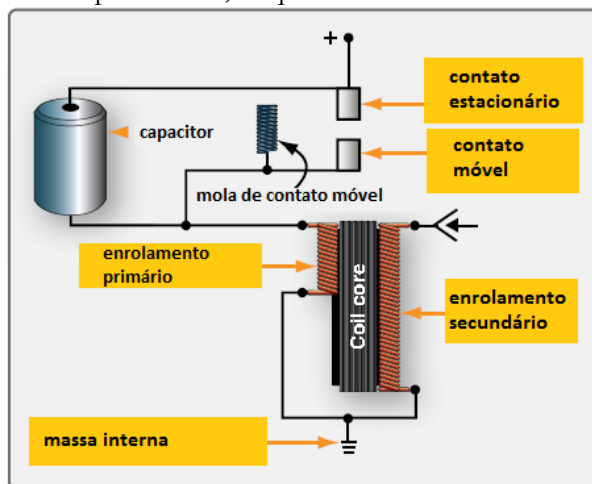 +
contato
estacionário
capacitor
contato
móvel
mola de contato móvel
enrolamento
primário
Coil core
enrolamento
secundário
massa interna